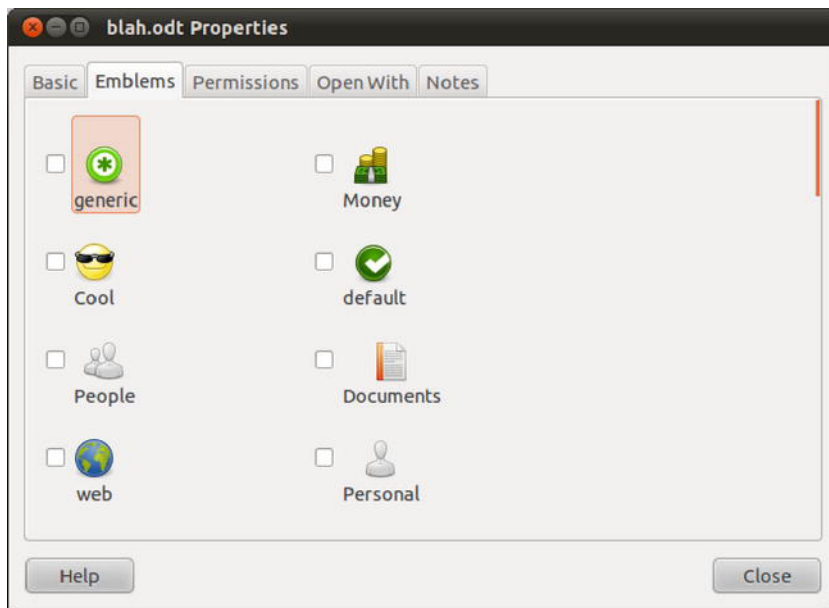 blah.odt Properties
Basic Emblems Permissions Open With Notes
generic Money
Cool default
People Documents
web Personal
Help Close